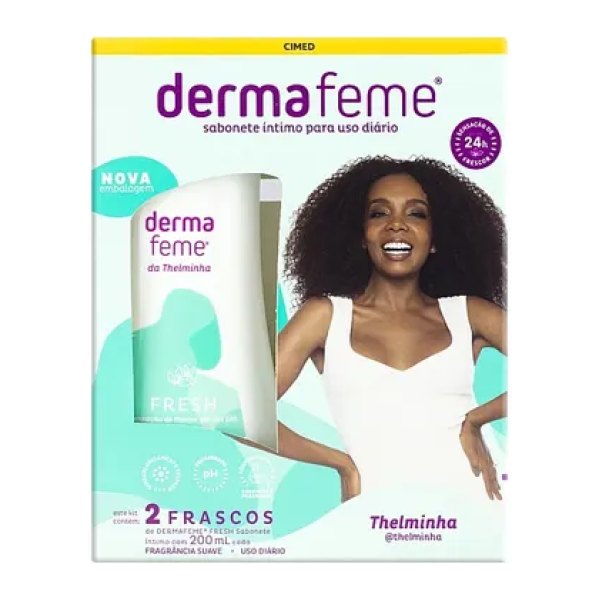 CIMED
dermafeme®
sabonete íntimo para uso diário
SENSAÇÃO DE
24h
FRESCOR
NOVA
embalagem
derma
feme®
da Thelminha
FRESH
pH
este kit
contém:
2 FRASCOS
de DERMAFEME® FRESH Sabonete
Íntimo com 200mL cada
FRAGRÂNCIA SUAVE • USO DIÁRIO
Thelminha
@thelminha